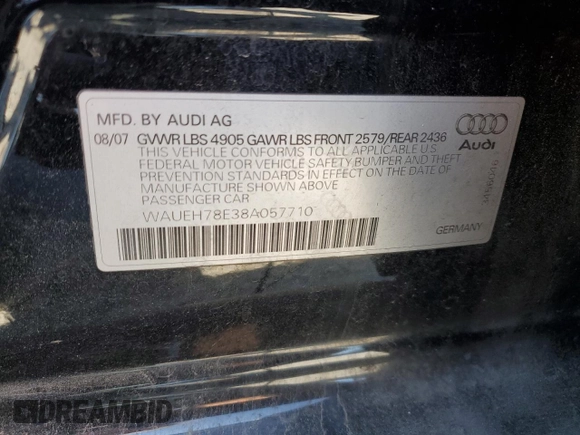 MFD. BY AUDI AG
08/07 GVWR LBS 4905 GAWR LBS FRONT 2579/REAR 2436
THIS VEHICLE CONFORMS TO ALL APPLICABLE U.S.
FEDERAL MOTOR VEHICLE SAFETY BUMPER AND THEFT
PREVENTION STANDARDS IN EFFECT ON THE DATE OF
MANUFACTURE SHOWN ABOVE
PASSENGER CAR
WAUEH78E38A057710
Audi
GERMANY
DREAMBID